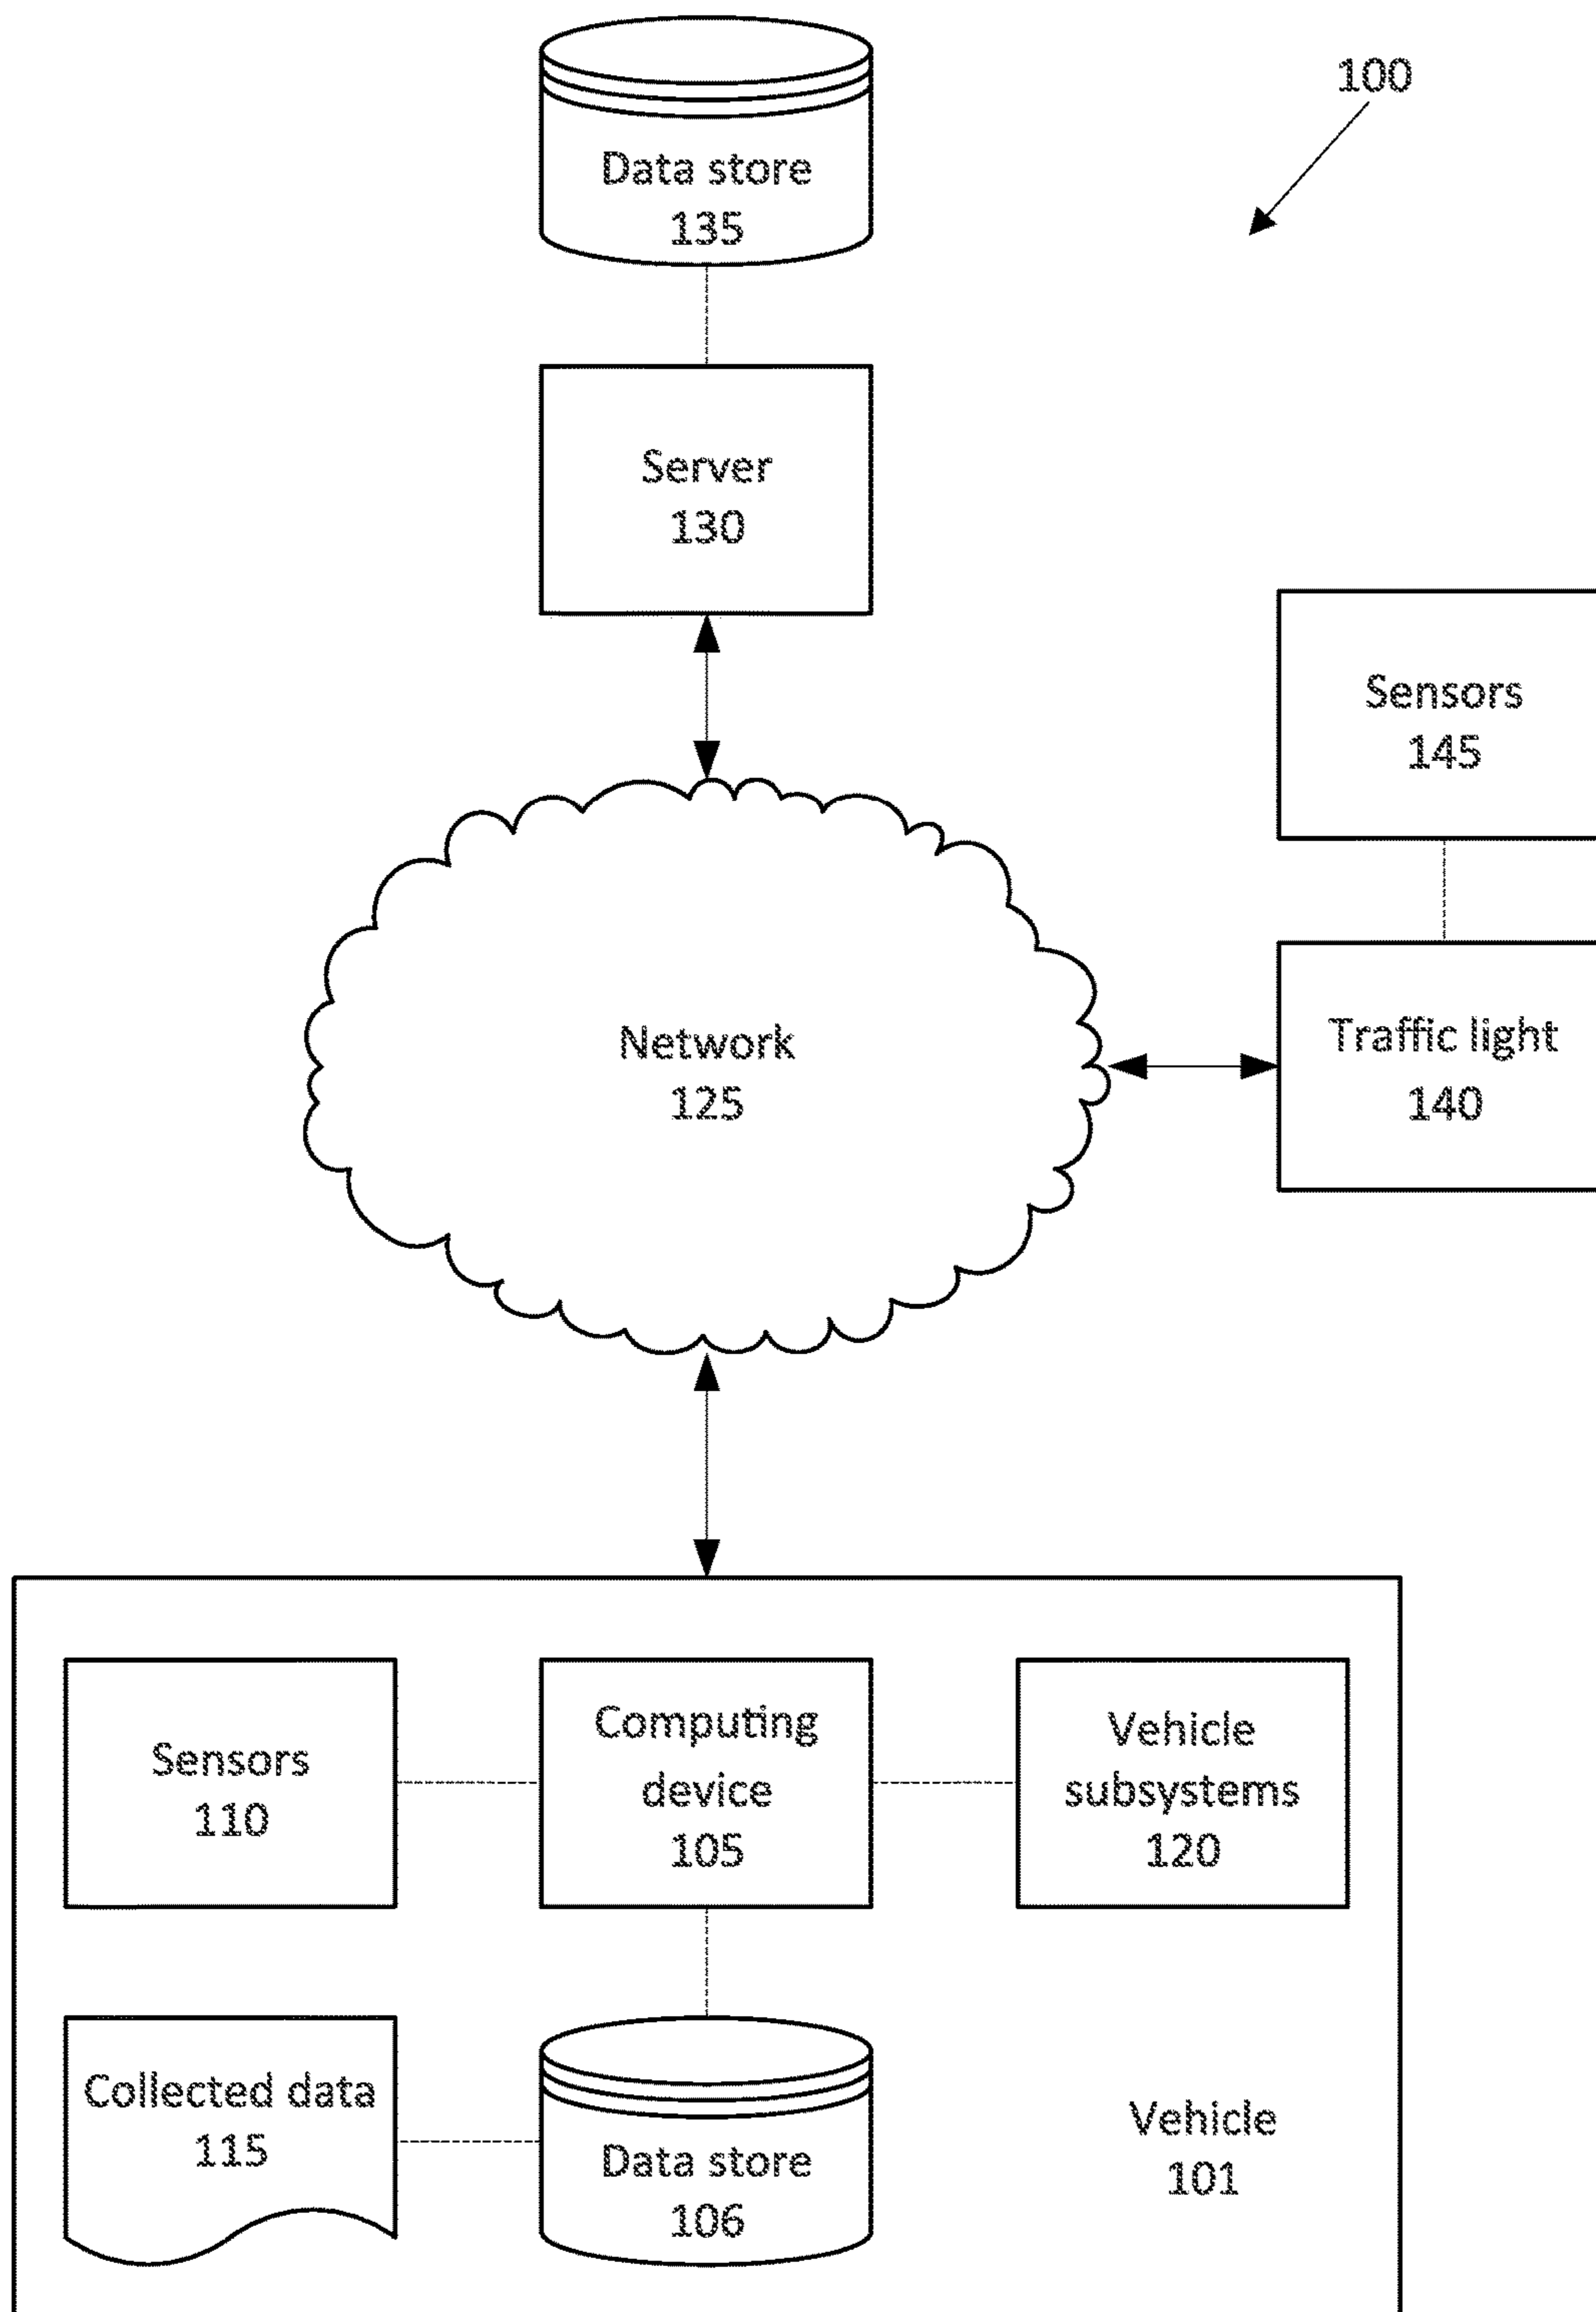 100
Data store
135
Server
130
Sensors
145
Network
125
Traffic light
140
Sensors
110
Computing
device
105
Vehicle
subsystems
120
Collected data
115
Data store
106
Vehicle
101